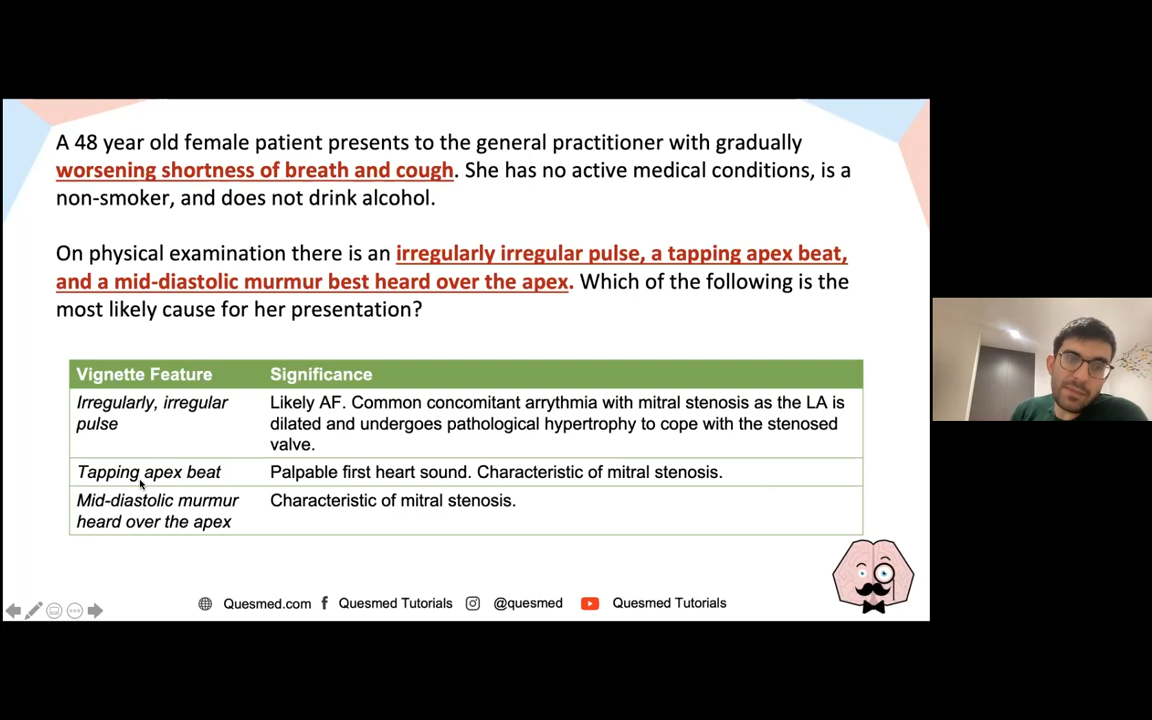 A 48 year old female patient presents to the general practitioner with gradually
worsening shortness of breath and cough. She has no active medical conditions, is a
non-smoker, and does not drink alcohol.
On physical examination there is an irregularly irregular pulse, a tapping apex beat,
and a mid-diastolic murmur best heard over the apex. Which of the following is the
most likely cause for her presentation?
Vignette Feature Significance
Irregularly, irregular Likely AF. Common concomitant arrythmia with mitral stenosis as the LA is
pulse dilated and undergoes pathological hypertrophy to cope with the stenosed
valve.
Tapping apex beat Palpable first heart sound. Characteristic of mitral stenosis.
Mid-diastolic murmur Characteristic of mitral stenosis.
heard over the apex
Quesmed.com Quesmed Tutorials @quesmed Quesmed Tutorials